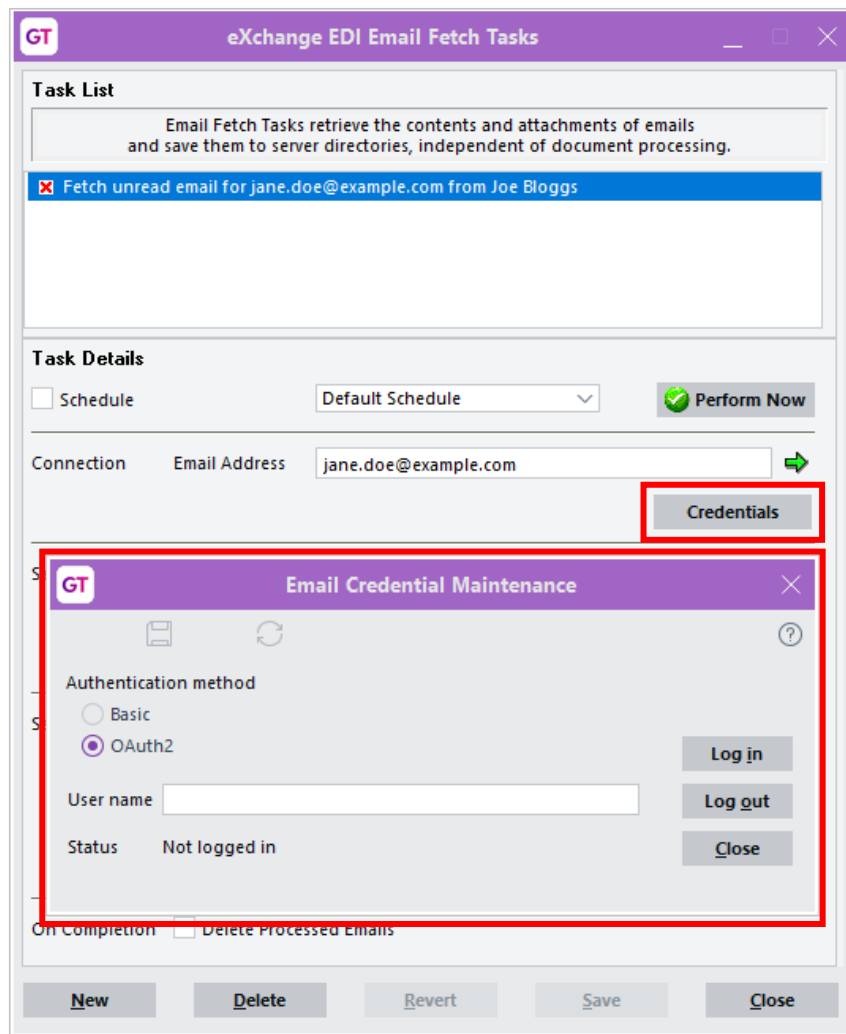 GT
eXchange EDI Email Fetch Tasks
Task List
Email Fetch Tasks retrieve the contents and attachments of emails
and save them to server directories, independent of document processing.
Fetch unread email for jane.doe@example.com from Joe Bloggs
Task Details
Schedule
Default Schedule
Perform Now
Connection
Email Address
jane.doe@example.com
Credentials
GT
Email Credential Maintenance
?
Authentication method
Basic
OAuth2
Log in
User name
Log out
Status
Not logged in
Close
On Completion
Delete Processed Emails
New
Delete
Revert
Save
Close